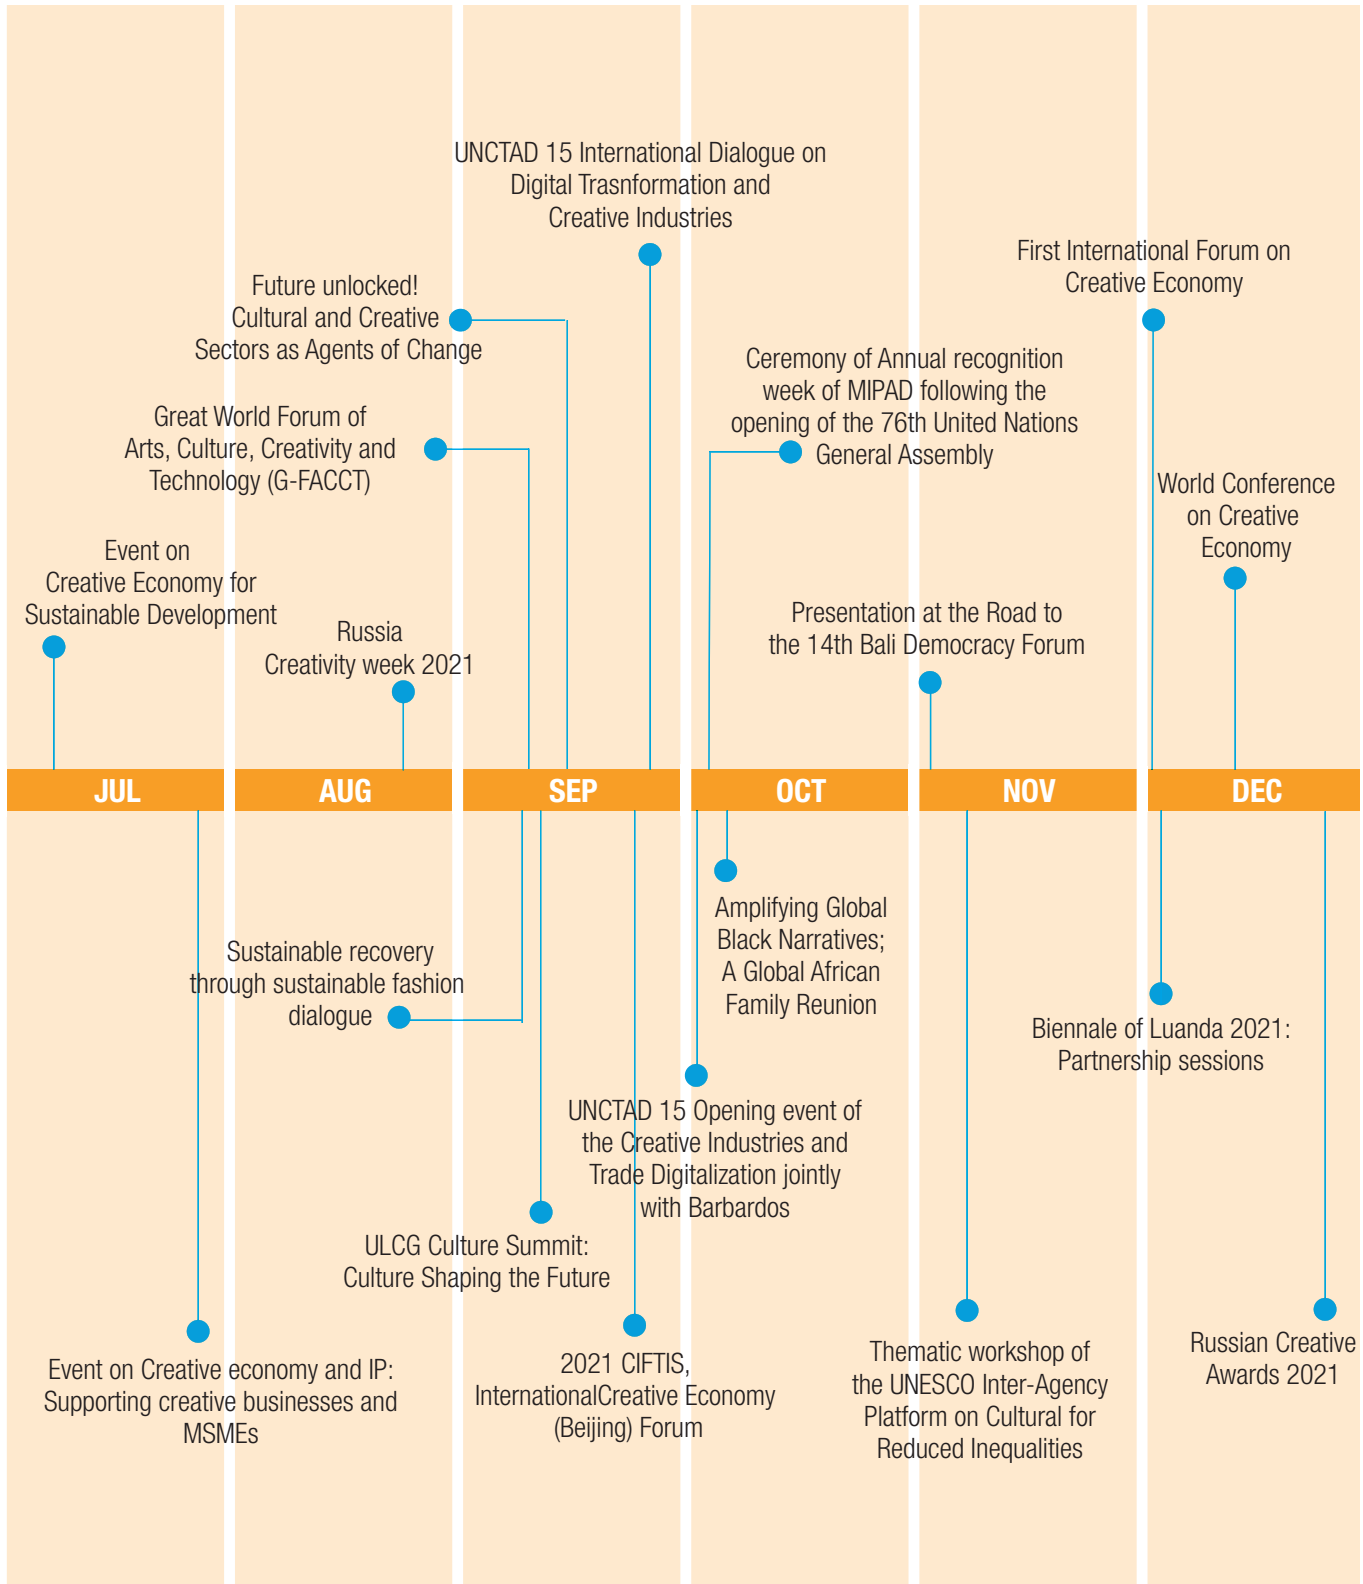 UNCTAD 15 International Dialogue on
Digital Trasnformation and
Creative Industries
First International Forum on
Creative Economy
Future unlocked!
Cultural and Creative
Sectors as Agents of Change
Ceremony of Annual recognition
week of MIPAD following the
opening of the 76th United Nations
General Assembly
Great World Forum of
Arts, Culture, Creativity and
Technology (G-FACCT)
World Conference
on Creative
Economy
Event on
Creative Economy for
Sustainable Development
Russia
Creativity week 2021
Presentation at the Road to
the 14th Bali Democracy Forum
JUL
AUG
SEP
OCT
NOV
DEC
Amplifying Global
Black Narratives;
A Global African
Family Reunion
Sustainable recovery
through sustainable fashion
dialogue
Biennale of Luanda 2021:
Partnership sessions
UNCTAD 15 Opening event of
the Creative Industries and
Trade Digitalization jointly
with Barbardos
ULCG Culture Summit:
Culture Shaping the Future
Event on Creative economy and IP:
Supporting creative businesses and
MSMEs
2021 CIFTIS,
InternationalCreative Economy
(Beijing) Forum
Thematic workshop of
the UNESCO Inter-Agency
Platform on Cultural for
Reduced Inequalities
Russian Creative
Awards 2021